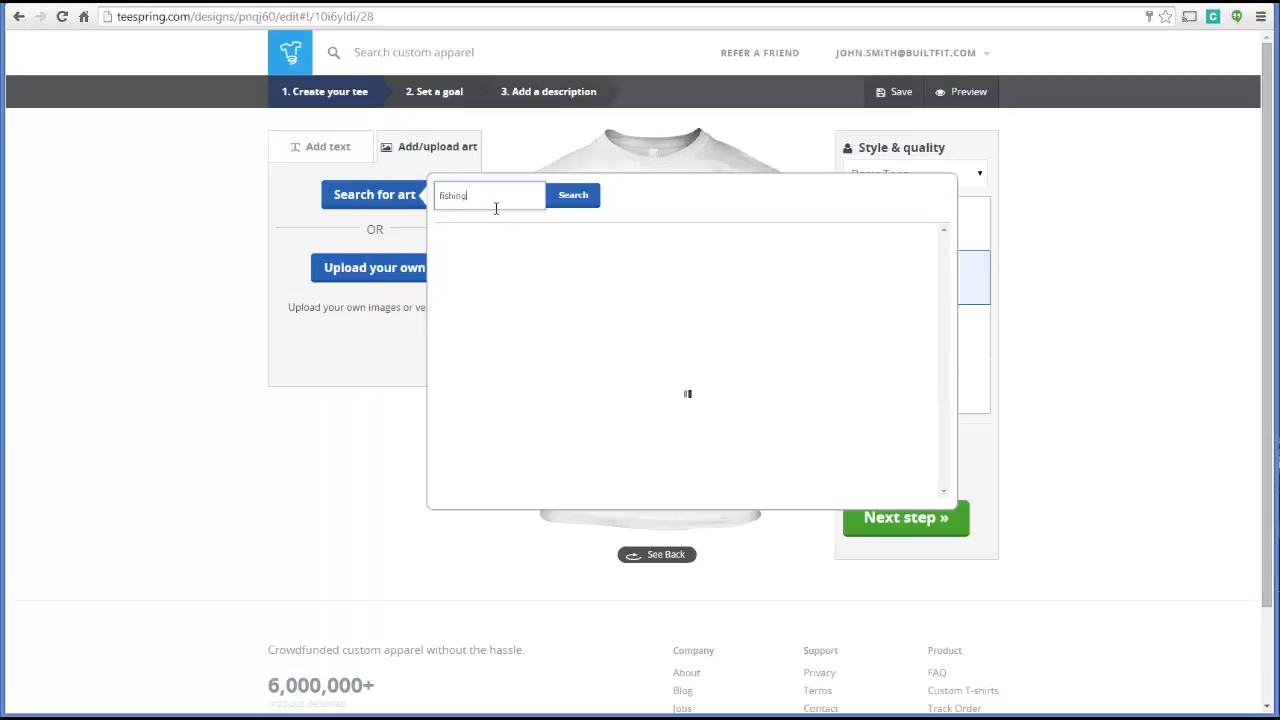 teespring.com/designs/pnqj60/edit#!/10i6yldi/28
Search custom apparel
REFER A FRIEND
JOHN.SMITH@BUILTFIT.COM
1. Create your tee
2. Set a goal
3. Add a description
Save
Preview
Add text
Add/upload art
Style & quality
Search for art
fishing
Search
OR
Upload your own
Upload your own images or ve
Next step »
See Back
Crowdfunded custom apparel without the hassle.
6,000,000+
Company
Support
Product
About
Privacy
FAQ
Blog
Terms
Custom T-shirts
Jobs
Contact
Track Order